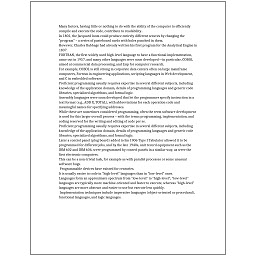 Many factors, having little or nothing to do with the ability of the computer to efficiently
compile and execute the code, contribute to readability.
In 1801, the Jacquard loom could produce entirely different weaves by changing the
"program" – a series of pasteboard cards with holes punched in them.
However, Charles Babbage had already written his first program for the Analytical Engine in
1837.
FORTRAN, the first widely used high-level language to have a functional implementation,
came out in 1957, and many other languages were soon developed—in particular, COBOL
aimed at commercial data processing, and Lisp for computer research.
For example, COBOL is still strong in corporate data centers often on large mainframe
computers, Fortran in engineering applications, scripting languages in Web development,
and C in embedded software.
Proficient programming usually requires expertise in several different subjects, including
knowledge of the application domain, details of programming languages and generic code
libraries, specialized algorithms, and formal logic.
Assembly languages were soon developed that let the programmer specify instruction in a
text format (e.g., ADD X, TOTAL), with abbreviations for each operation code and
meaningful names for specifying addresses.
While these are sometimes considered programming, often the term software development
is used for this larger overall process – with the terms programming, implementation, and
coding reserved for the writing and editing of code per se.
Proficient programming usually requires expertise in several different subjects, including
knowledge of the application domain, details of programming languages and generic code
libraries, specialized algorithms, and formal logic.
Later a control panel (plug board) added to his 1906 Type I Tabulator allowed it to be
programmed for different jobs, and by the late 1940s, unit record equipment such as the
IBM 602 and IBM 604, were programmed by control panels in a similar way, as were the
first electronic computers.
This can be a non-trivial task, for example as with parallel processes or some unusual
software bugs.
Programmable devices have existed for centuries.
It is usually easier to code in "high-level" languages than in "low-level" ones.
Languages form an approximate spectrum from "low-level" to "high-level"; "low-level"
languages are typically more machine-oriented and faster to execute, whereas "high-level"
languages are more abstract and easier to use but execute less quickly.
Implementation techniques include imperative languages (object-oriented or procedural),
functional languages, and logic languages.